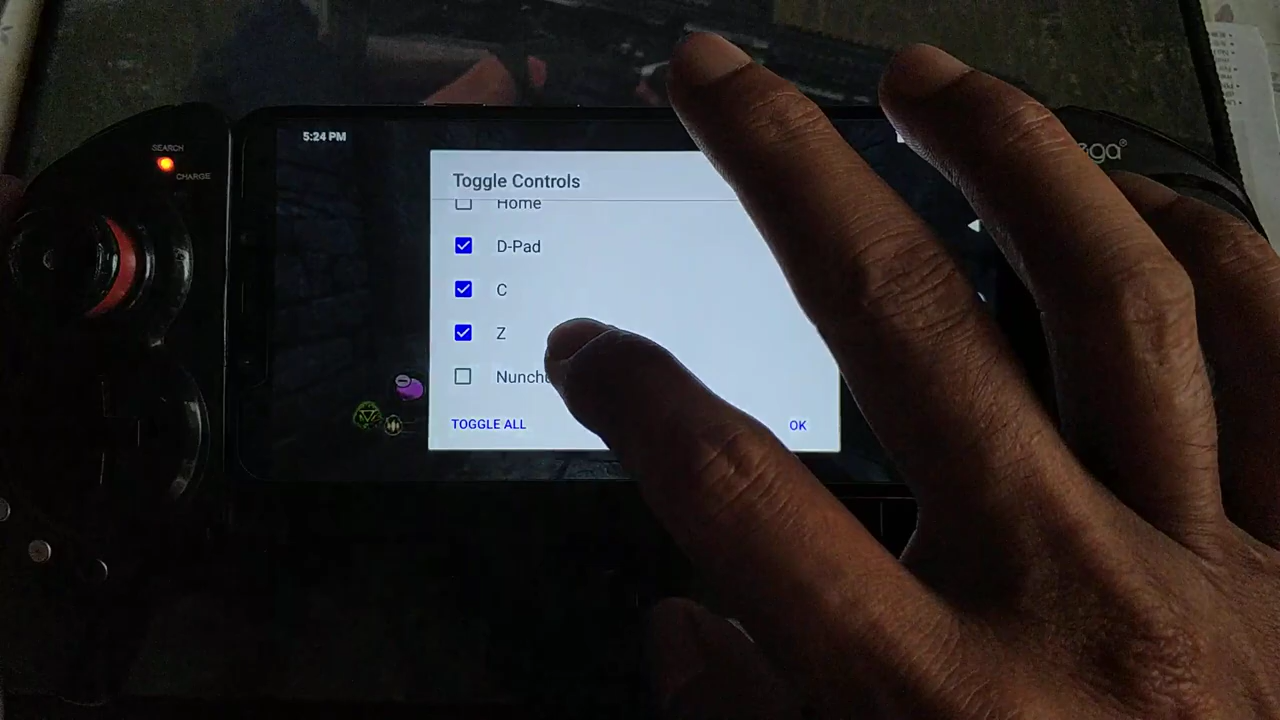 5:24 PM
SEARCH
CHARGE
Toggle Controls
Home
D-Pad
C
Z
TOGGLE ALL
OK